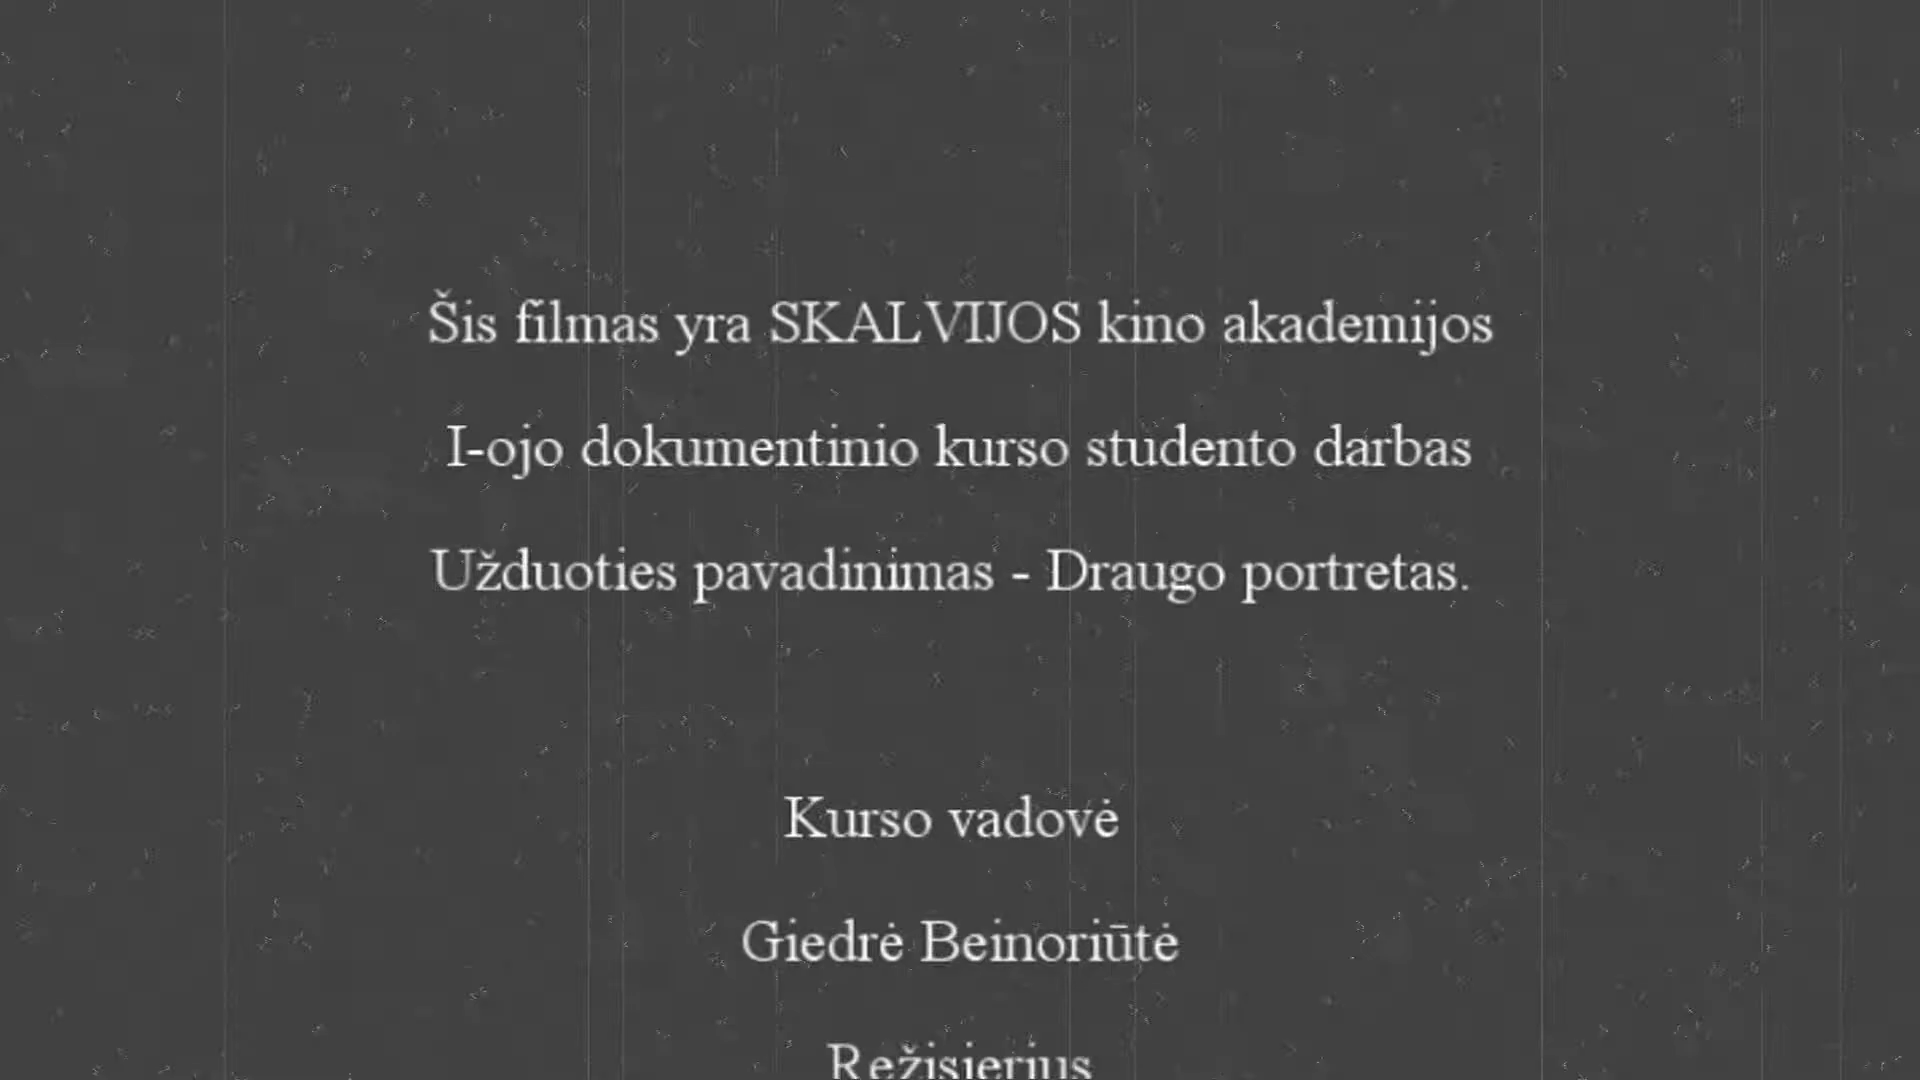 Šis filmas yra SKALVIJOS kino akademijos
I-ojo dokumentinio kurso studento darbas
Užduoties pavadinimas - Draugo portretas.
Kurso vadovė
Giedrė Beinoriūtė
Režisierius